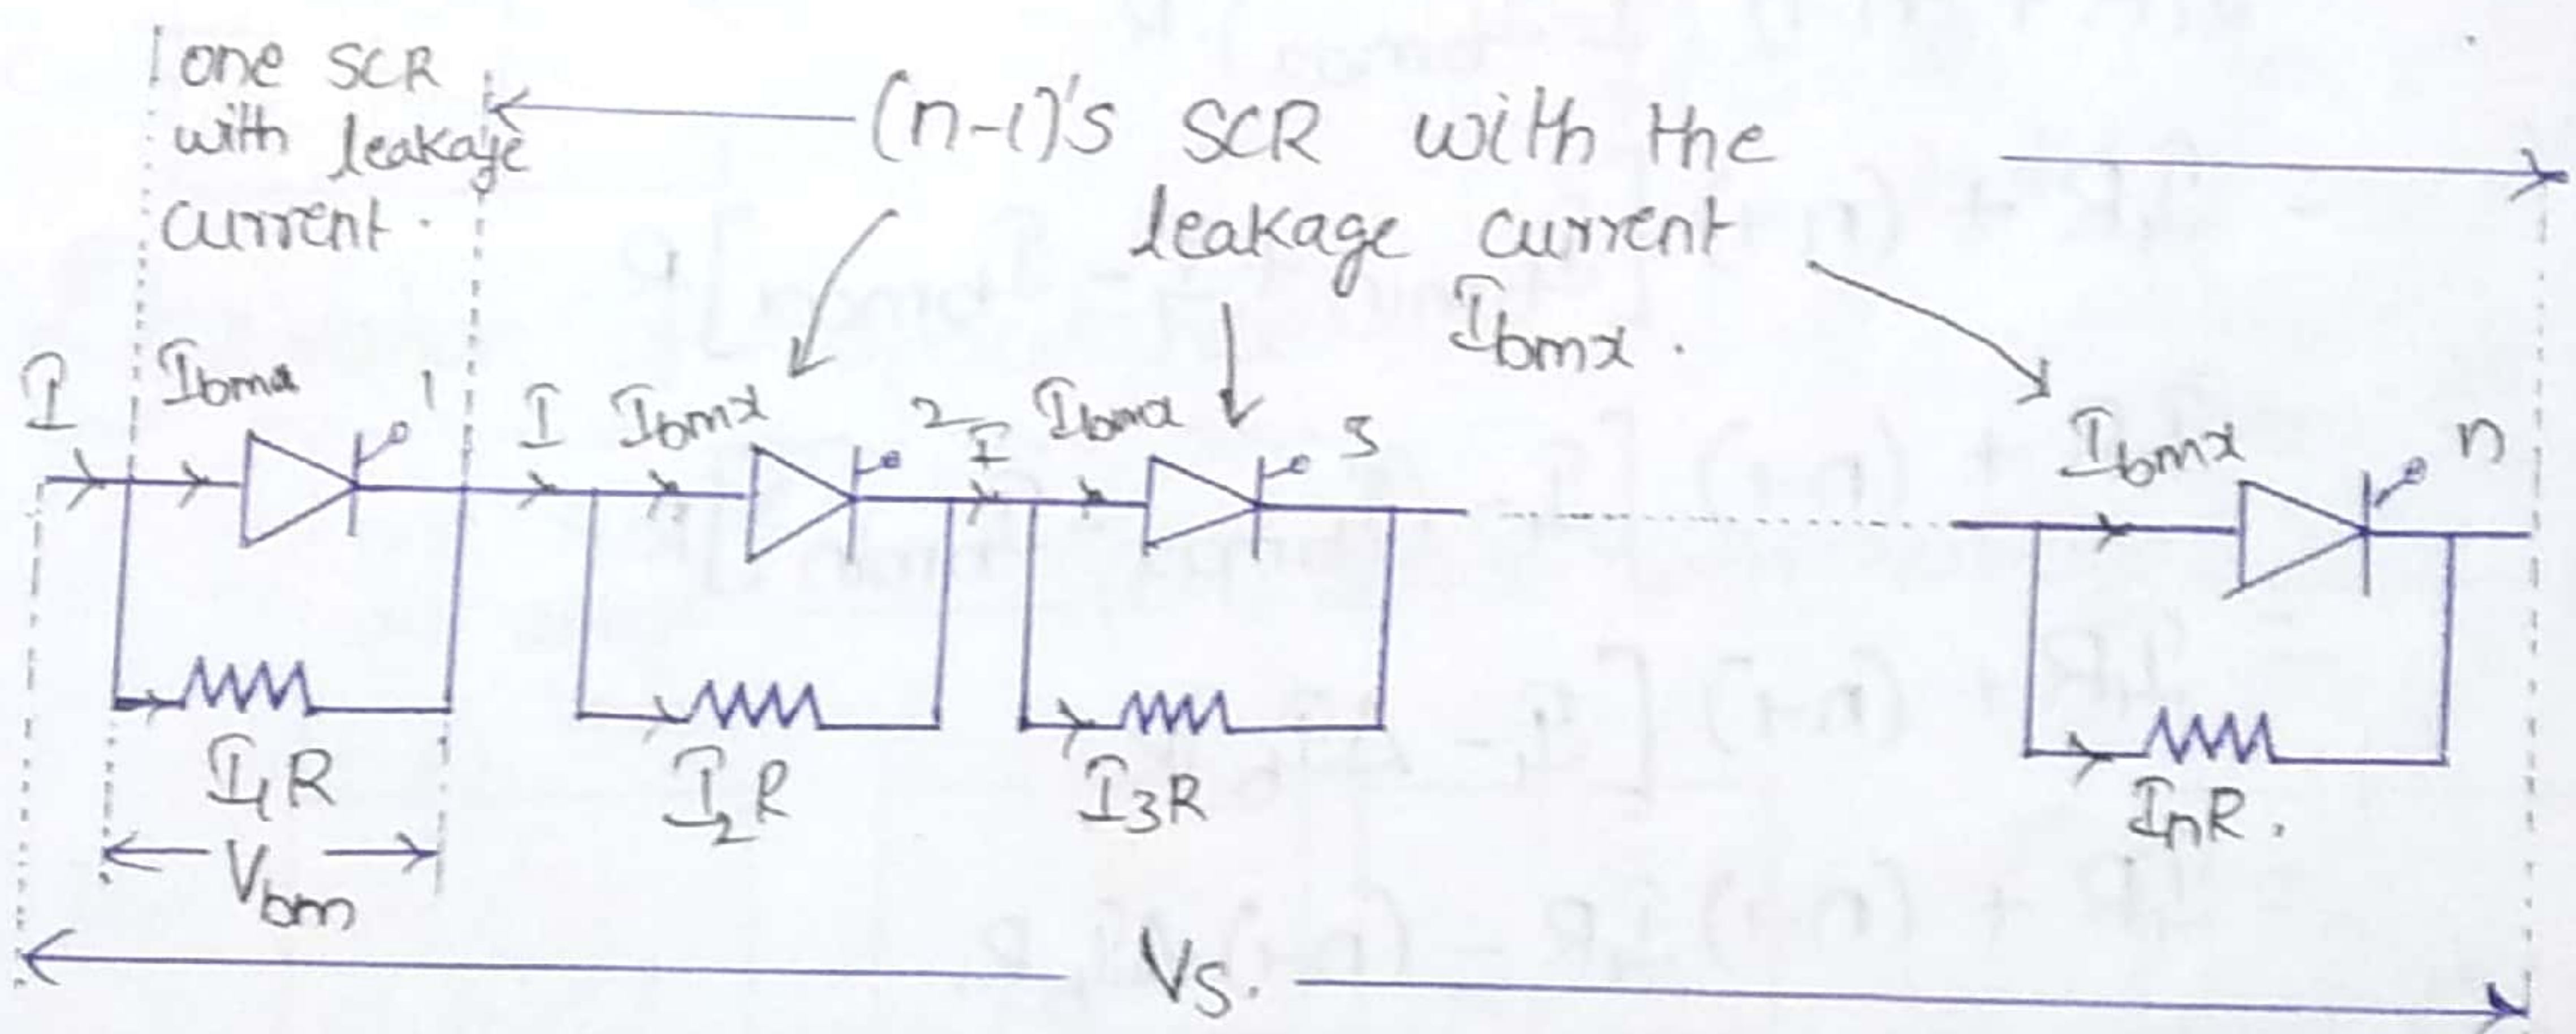 one SCR
with leakage
current.
(n-1)'s SCR with the
leakage current
Ibmx.
I Ibmx 1 I Ibmx 2 I Ibmx 3 Ibmx n
I1R I2R I3R InR.
Vbm
Vs.